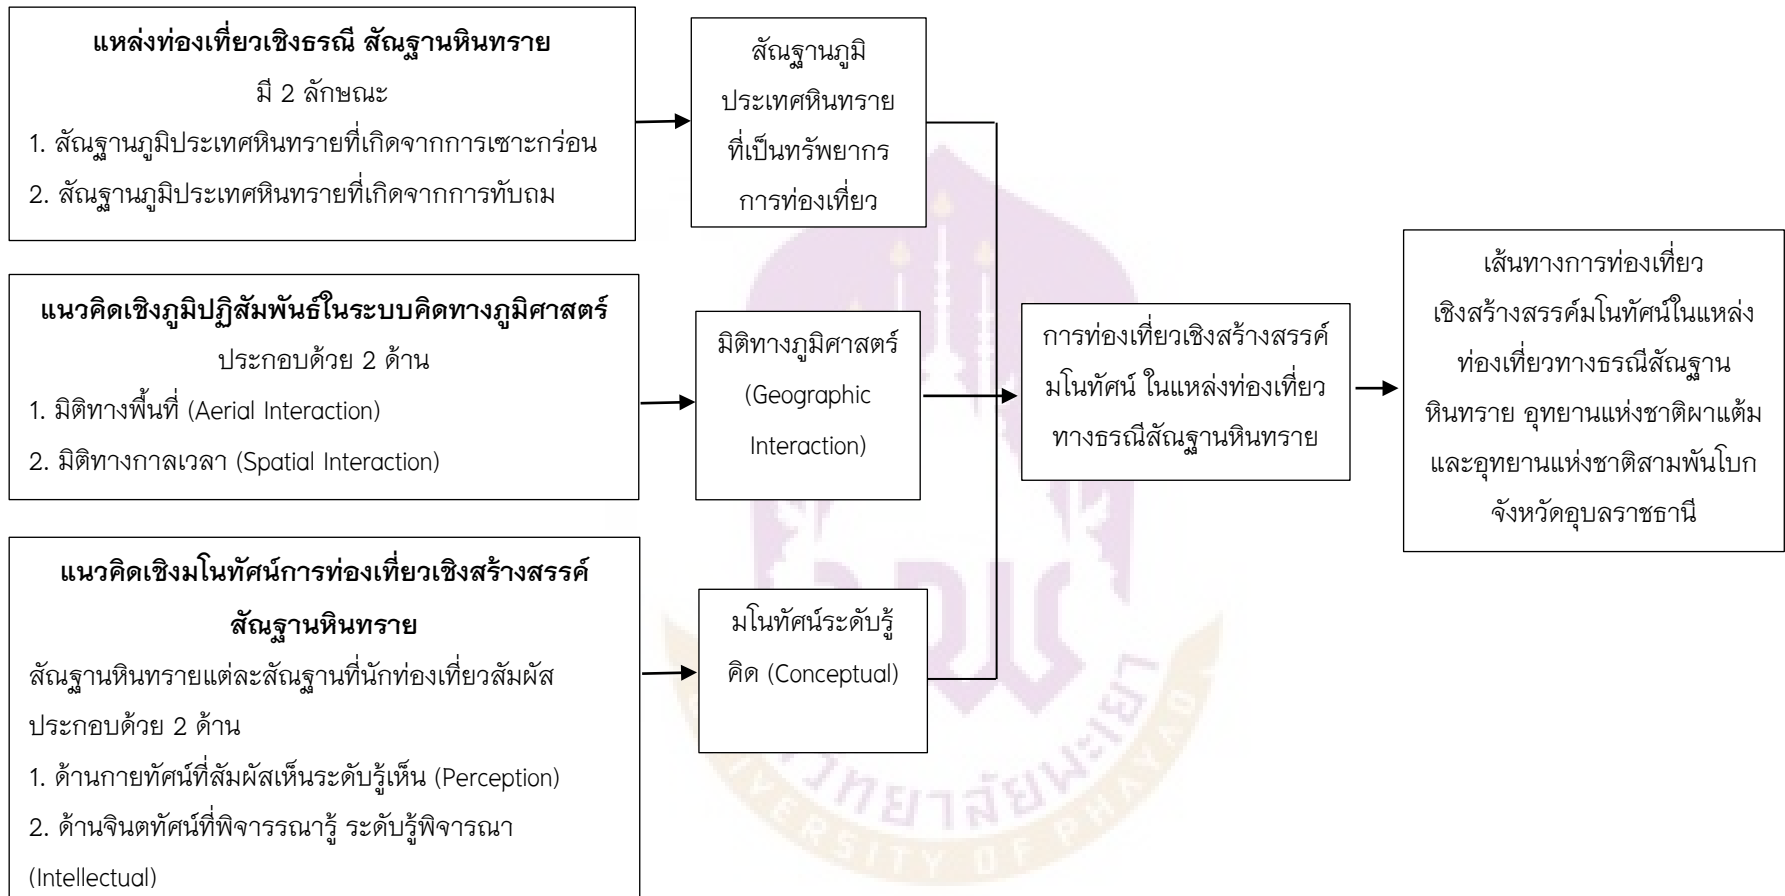 แหล่งท่องเที่ยวเชิงธรณี สัณฐานหินทราย
มี 2 ลักษณะ
1. สัณฐานภูมิประเทศหินทรายที่เกิดจากการเซาะกร่อน
2. สัณฐานภูมิประเทศหินทรายที่เกิดจากการทับถม
สัณฐานภูมิ
ประเทศหินทราย
ที่เป็นทรัพยากร
การท่องเที่ยว
แนวคิดเชิงภูมิปฏิสัมพันธ์ในระบบคิดทางภูมิศาสตร์
ประกอบด้วย 2 ด้าน
1. มิติทางพื้นที่ (Aerial Interaction)
2. มิติทางกาลเวลา (Spatial Interaction)
มิติทางภูมิศาสตร์
(Geographic
Interaction)
แนวคิดเชิงมโนทัศน์การท่องเที่ยวเชิงสร้างสรรค์
สัณฐานหินทราย
สัณฐานหินทรายแต่ละสัณฐานที่นักท่องเที่ยวสัมผัส
ประกอบด้วย 2 ด้าน
1. ด้านกายทัศน์ที่สัมผัสเห็นระดับรู้เห็น (Perception)
2. ด้านจินตทัศน์ที่พิจารรณารู้ ระดับรู้พิจารณา
(Intellectual)
มโนทัศน์ระดับรู้
คิด (Conceptual)
การท่องเที่ยวเชิงสร้างสรรค์
มโนทัศน์ ในแหล่งท่องเที่ยว
ทางธรณีสัณฐานหินทราย
เส้นทางการท่องเที่ยว
เชิงสร้างสรรค์มโนทัศน์ในแหล่ง
ท่องเที่ยวทางธรณีสัณฐาน
หินทราย อุทยานแห่งชาติผาแต้ม
และอุทยานแห่งชาติสามพันโบก
จังหวัดอุบลราชธานี
วิทยาลัยพะเยา
UNIVERSITY OF PHAYAO